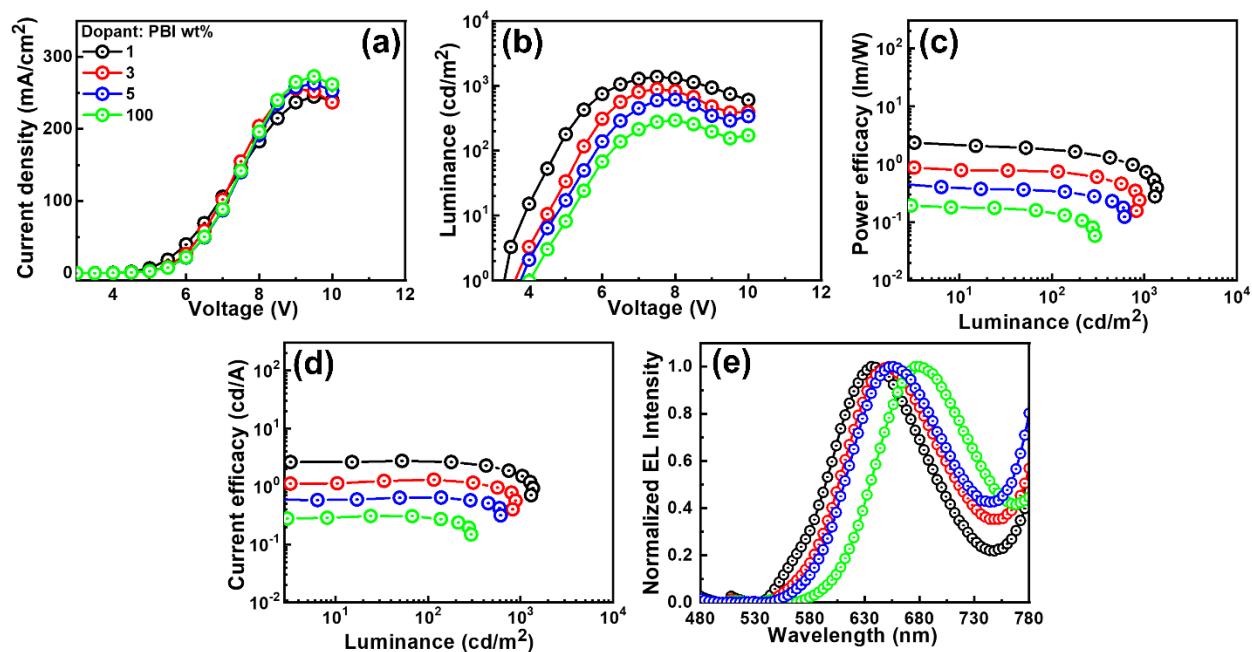 (a)
Dopant: PBI wt%
1
3
5
100
Current density (mA/cm²)
300
200
100
0
4 6 8 10 12
Voltage (V)
(b)
Luminance (cd/m²)
10⁴
10³
10²
10¹
10⁰
4 6 8 10 12
Voltage (V)
(c)
Power efficacy (lm/W)
10²
10¹
10⁰
10⁻¹
10⁻²
10¹ 10² 10³ 10⁴
Luminance (cd/m²)
(d)
Current efficacy (cd/A)
10²
10¹
10⁰
10⁻¹
10⁻²
10¹ 10² 10³ 10⁴
Luminance (cd/m²)
(e)
Normalized EL Intensity
1.0
0.8
0.6
0.4
0.2
0.0
480 530 580 630 680 730 780
Wavelength (nm)